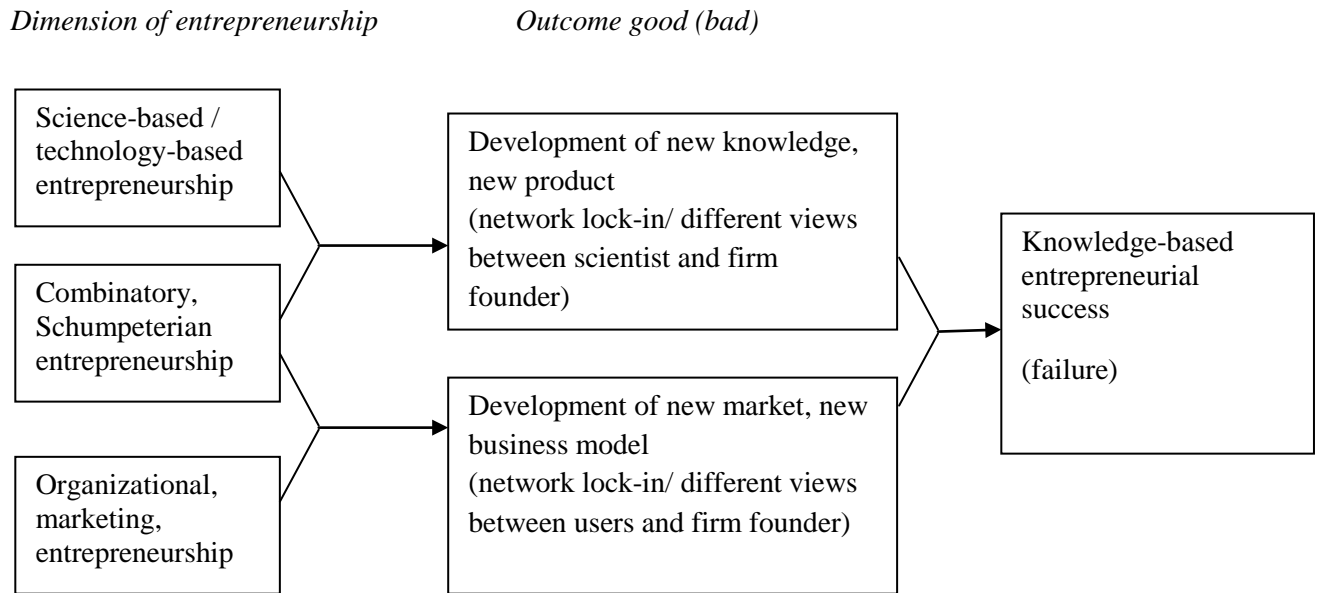 Dimension of entrepreneurship
Outcome good (bad)
Science-based /
technology-based
entrepreneurship
Combinatory,
Schumpeterian
entrepreneurship
Organizational,
marketing,
entrepreneurship
Development of new knowledge,
new product
(network lock-in/ different views
between scientist and firm
founder)
Development of new market, new
business model
(network lock-in/ different views
between users and firm founder)
Knowledge-based
entrepreneurial
success
(failure)